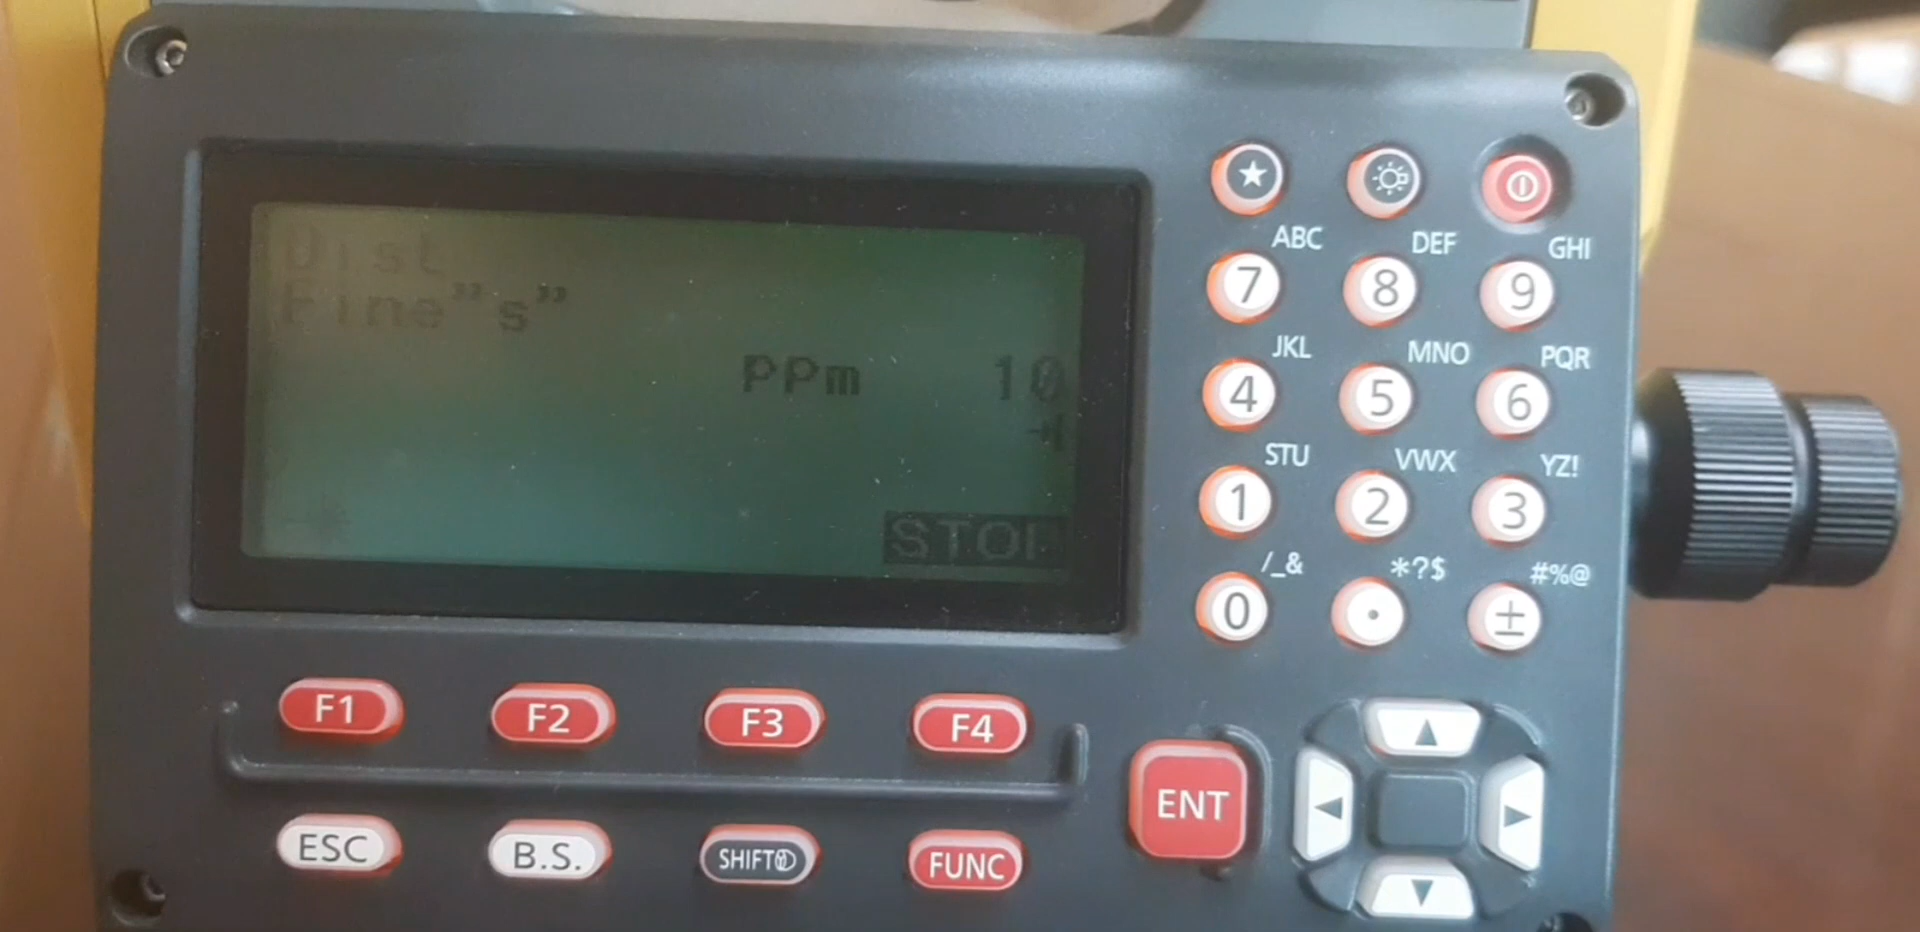 Dist
Fine"s"
ppm 10
STOP
★
ABC DEF GHI
7 8 9
JKL MNO PQR
4 5 6
STU VWX YZ!
1 2 3
/_& *?$ #%@
0 . ±
F1 F2 F3 F4
ENT
ESC B.S. SHIFT FUNC